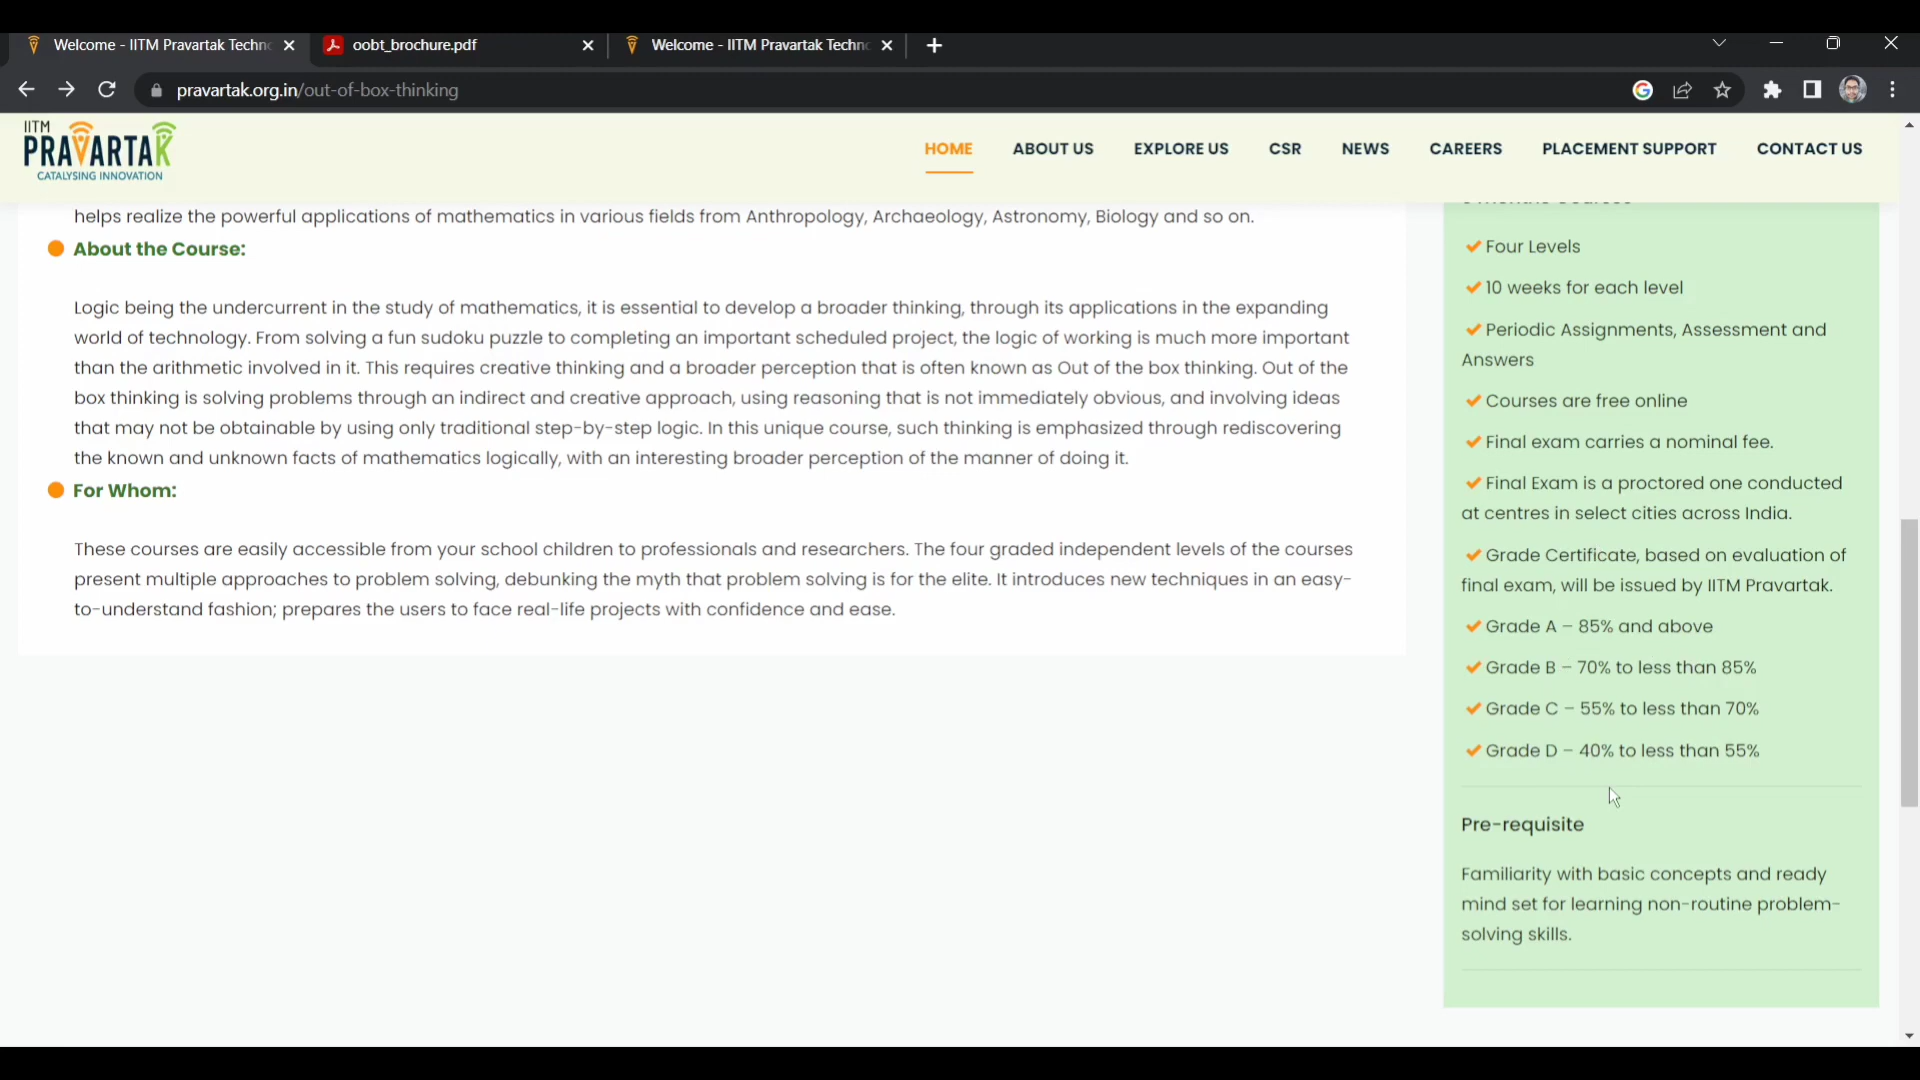 Welcome - IITM Pravartak Techn
oobt_brochure.pdf
Welcome - IITM Pravartak Techn
pravartak.org.in/out-of-box-thinking
IITM
PRAVARTAK
CATALYSING INNOVATION
HOME
ABOUT US
EXPLORE US
CSR
NEWS
CAREERS
PLACEMENT SUPPORT
CONTACT US
helps realize the powerful applications of mathematics in various fields from Anthropology, Archaeology, Astronomy, Biology and so on.
About the Course:
Logic being the undercurrent in the study of mathematics, it is essential to develop a broader thinking, through its applications in the expanding
world of technology. From solving a fun sudoku puzzle to completing an important scheduled project, the logic of working is much more important
than the arithmetic involved in it. This requires creative thinking and a broader perception that is often known as Out of the box thinking. Out of the
box thinking is solving problems through an indirect and creative approach, using reasoning that is not immediately obvious, and involving ideas
that may not be obtainable by using only traditional step-by-step logic. In this unique course, such thinking is emphasized through rediscovering
the known and unknown facts of mathematics logically, with an interesting broader perception of the manner of doing it.
For Whom:
These courses are easily accessible from your school children to professionals and researchers. The four graded independent levels of the courses
present multiple approaches to problem solving, debunking the myth that problem solving is for the elite. It introduces new techniques in an easy-
to-understand fashion; prepares the users to face real-life projects with confidence and ease.
Four Levels
10 weeks for each level
Periodic Assignments, Assessment and
Answers
Courses are free online
Final exam carries a nominal fee.
Final Exam is a proctored one conducted
at centres in select cities across India.
Grade Certificate, based on evaluation of
final exam, will be issued by IITM Pravartak.
Grade A – 85% and above
Grade B – 70% to less than 85%
Grade C – 55% to less than 70%
Grade D – 40% to less than 55%
Pre-requisite
Familiarity with basic concepts and ready
mind set for learning non-routine problem-
solving skills.